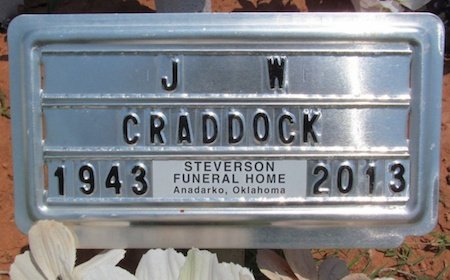 J W
CRADDOCK
1943 STEVERSON 2013
FUNERAL HOME
Anadarko, Oklahoma